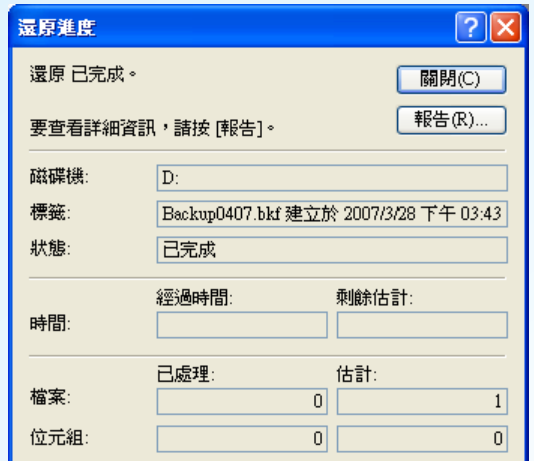 還原進度
還原 已完成。
關閉(C)
要查看詳細資訊，請按 [報告]。
報告(R)...
磁碟機: D:
標籤: Backup0407.bkf 建立於 2007/3/28 下午 03:43
狀態: 已完成
經過時間: 剩餘估計:
時間:
已處理: 估計:
檔案: 0 1
位元組: 0 0